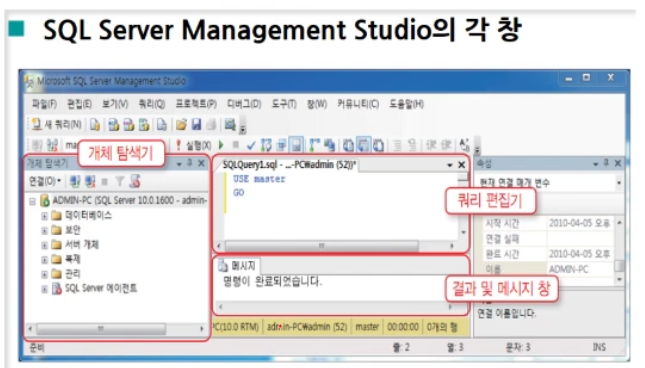 SQL Server Management Studio의 각 창
Microsoft SQL Server Management Studio
파일(F) 편집(E) 보기(V) 쿼리(Q) 프로젝트(P) 디버그(D) 도구(T) 창(W) 커뮤니티(C) 도움말(H)
새 쿼리(N)
실행(X)
개체 탐색기
개체 탐색기
연결(O)
ADMIN-PC (SQL Server 10.0.1600 - admin-
데이터베이스
보안
서버 개체
복제
관리
SQL Server 에이전트
SQLQuery1.sql - ...-PC₩admin (52))*
USE master
GO
쿼리 편집기
메시지
명령이 완료되었습니다.
결과 및 메시지 창
PC(10.0 RTM) admin-PC₩admin (52) master 00:00:00 0개의 행
속성
현재 연결 매개 변수
시작 시간 2010-04-05 오후
연결 실패
완료 시간 2010-04-05 오후
이름 ADMIN-PC
연결 이름입니다.
준비 줄: 2 열: 3 문자: 3 INS